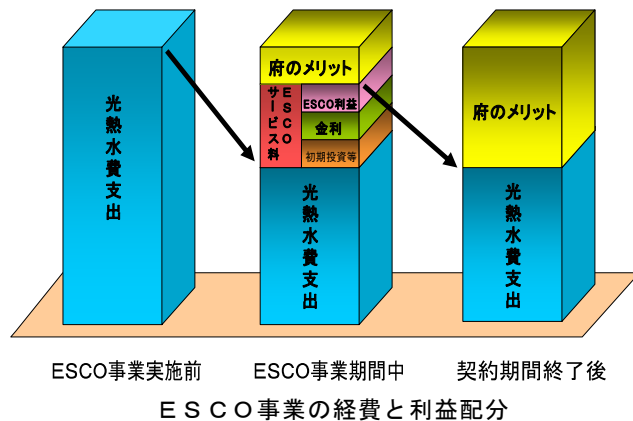 光熱水費支出
府のメリット
ESCO
サービス料
ESCO利益
金利
初期投資等
光熱水費支出
府のメリット
光熱水費支出
ESCO事業実施前
ESCO事業期間中
契約期間終了後
ＥＳＣＯ事業の経費と利益配分